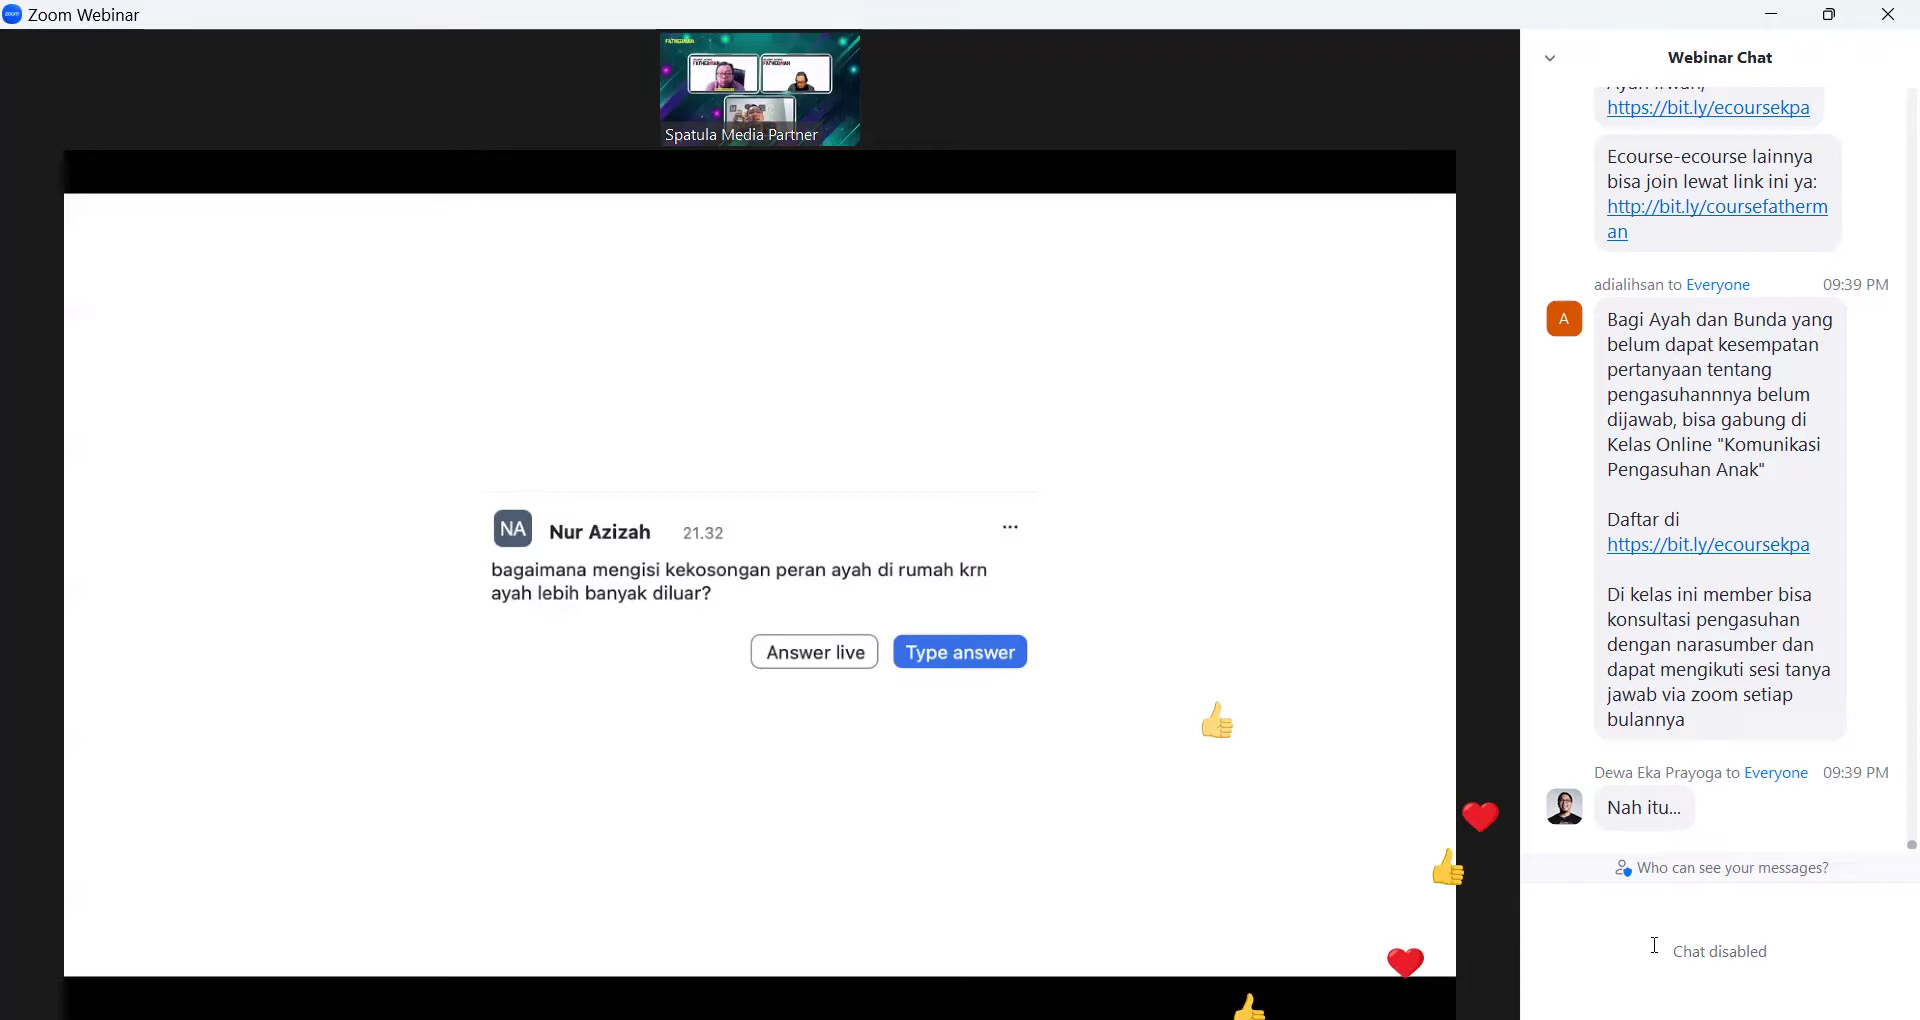 Zoom Webinar
FATHERMAN
FATHERMAN
FATHERMAN
Spatula Media Partner
NA
Nur Azizah 21.32
...
bagaimana mengisi kekosongan peran ayah di rumah krn
ayah lebih banyak diluar?
Answer live
Type answer
Webinar Chat
https://bit.ly/ecoursekpa
Ecourse-ecourse lainnya
bisa join lewat link ini ya:
http://bit.ly/coursefatherm
an
adialihsan to Everyone 09:39 PM
A
Bagi Ayah dan Bunda yang
belum dapat kesempatan
pertanyaan tentang
pengasuhannnya belum
dijawab, bisa gabung di
Kelas Online "Komunikasi
Pengasuhan Anak"
Daftar di
https://bit.ly/ecoursekpa
Di kelas ini member bisa
konsultasi pengasuhan
dengan narasumber dan
dapat mengikuti sesi tanya
jawab via zoom setiap
bulannya
Dewa Eka Prayoga to Everyone 09:39 PM
Nah itu...
Who can see your messages?
Chat disabled